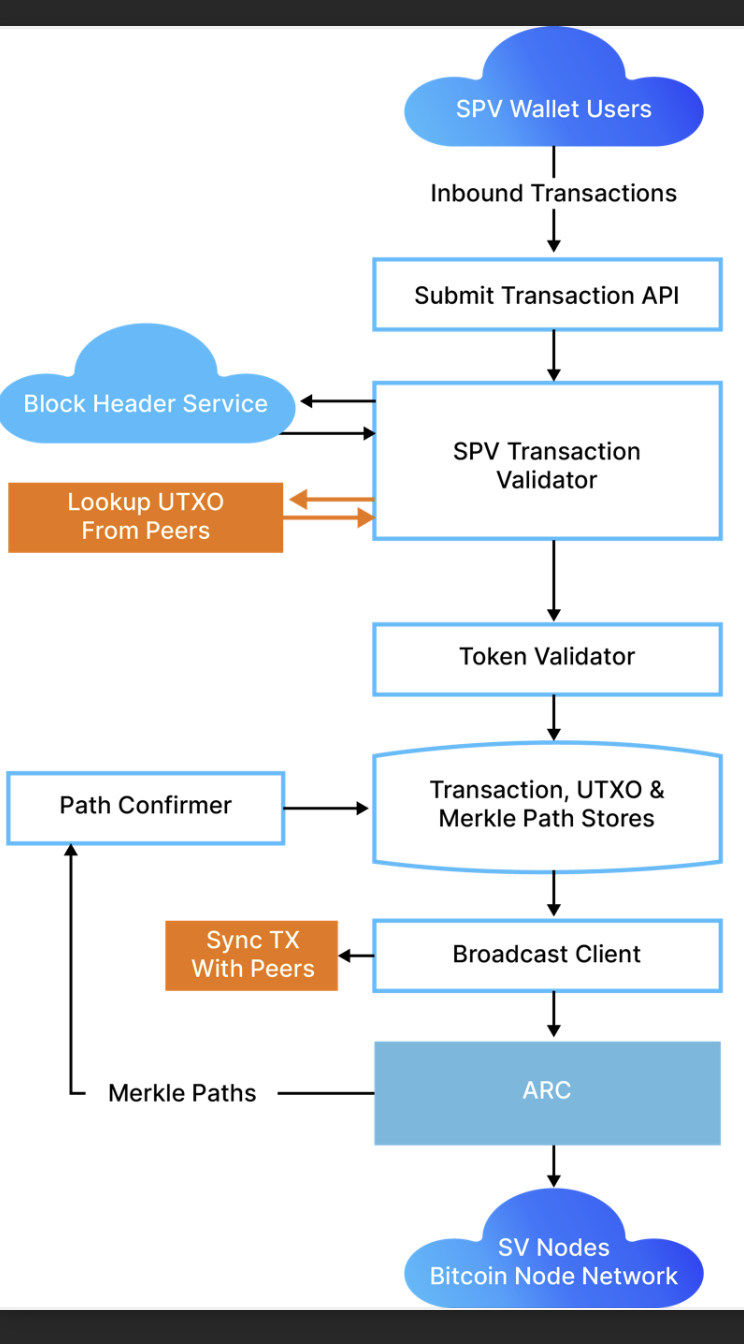 SPV Wallet Users
Inbound Transactions
Submit Transaction API
Block Header Service
SPV Transaction
Validator
Lookup UTXO
From Peers
Token Validator
Path Confirmer
Transaction, UTXO &
Merkle Path Stores
Sync TX
With Peers
Broadcast Client
Merkle Paths
ARC
SV Nodes
Bitcoin Node Network